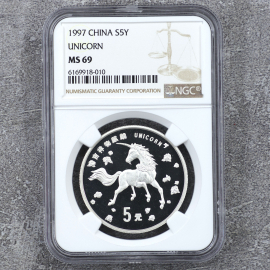 1997 CHINA S5Y
UNICORN
MS 69
6169918-010
NUMISMATIC GUARANTY CORPORATION
NGC
UNICORN
5元